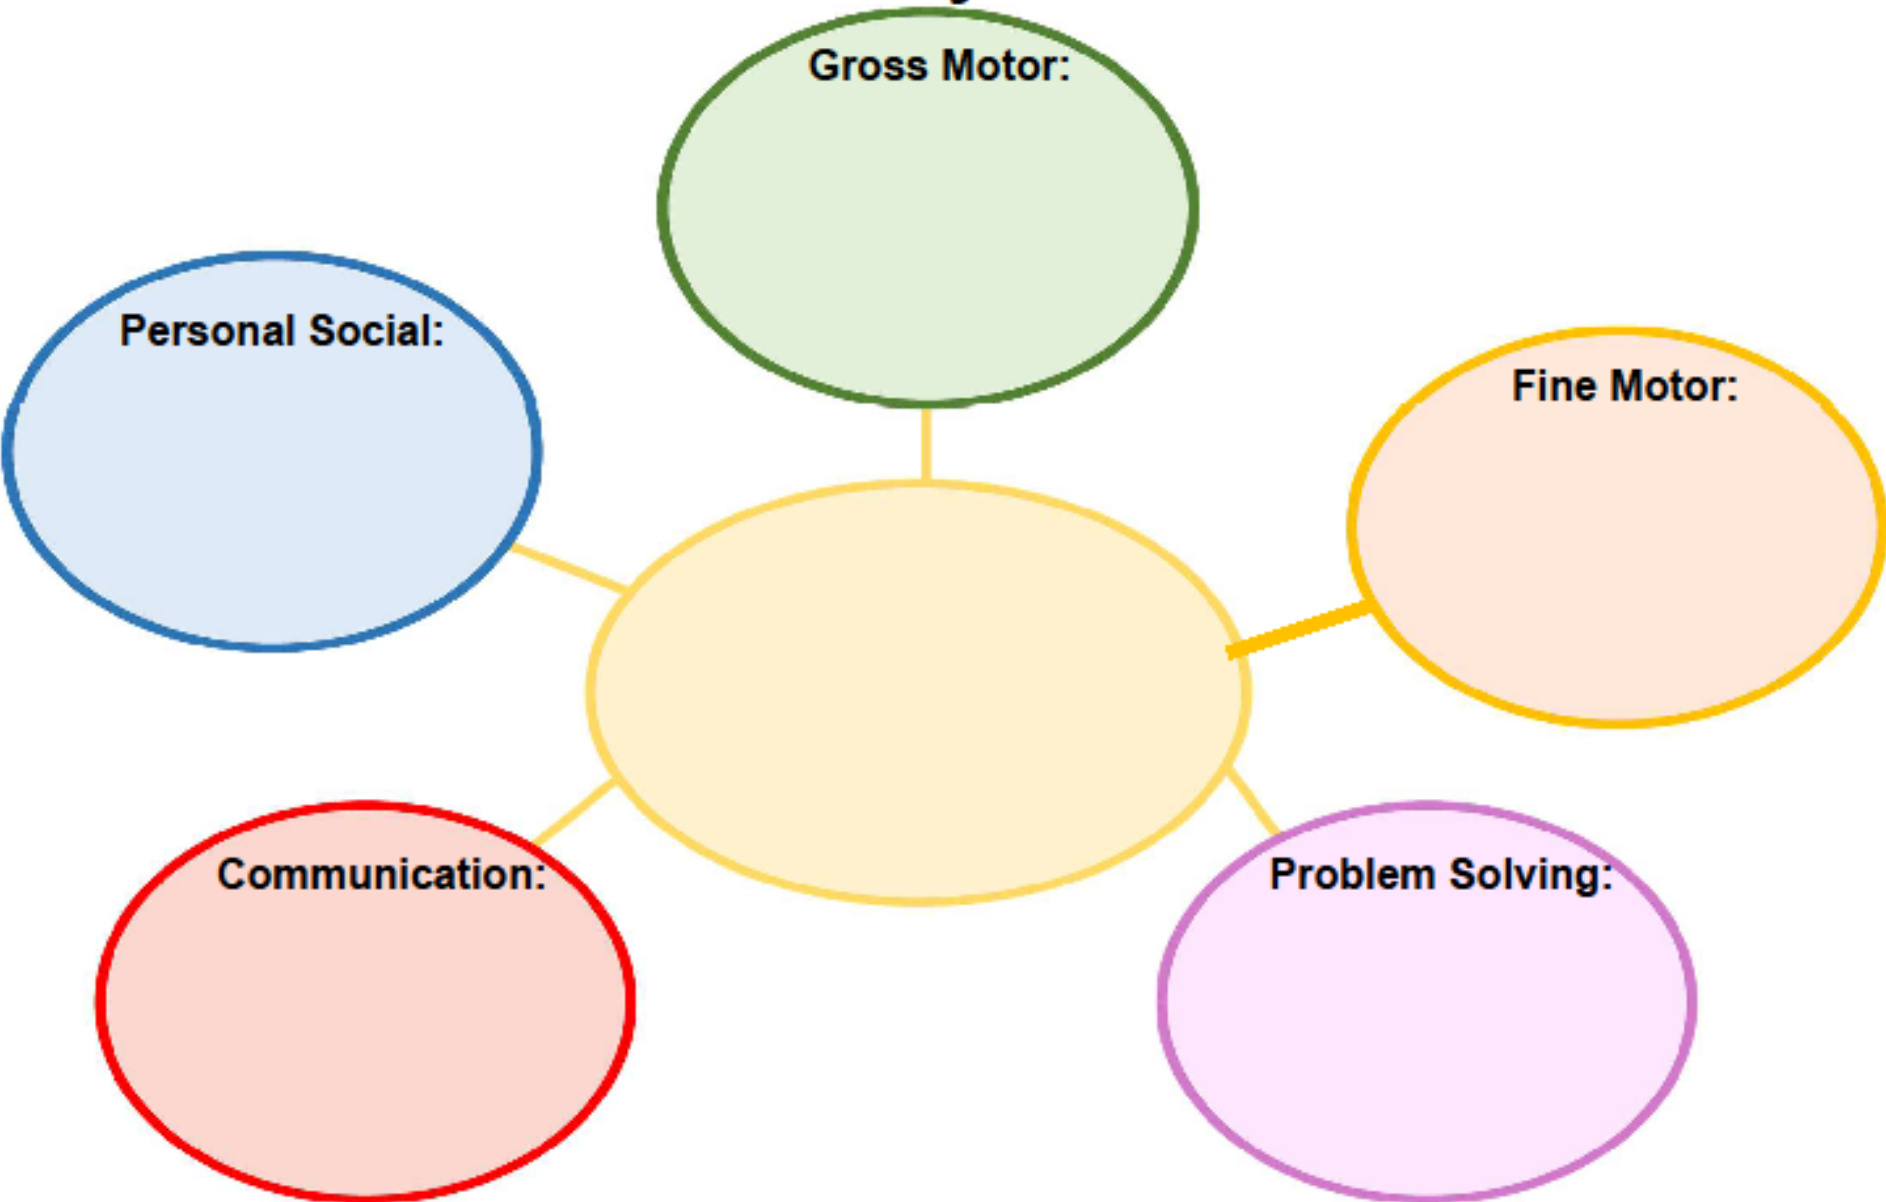 Gross Motor:
Personal Social:
Fine Motor:
Communication:
Problem Solving: